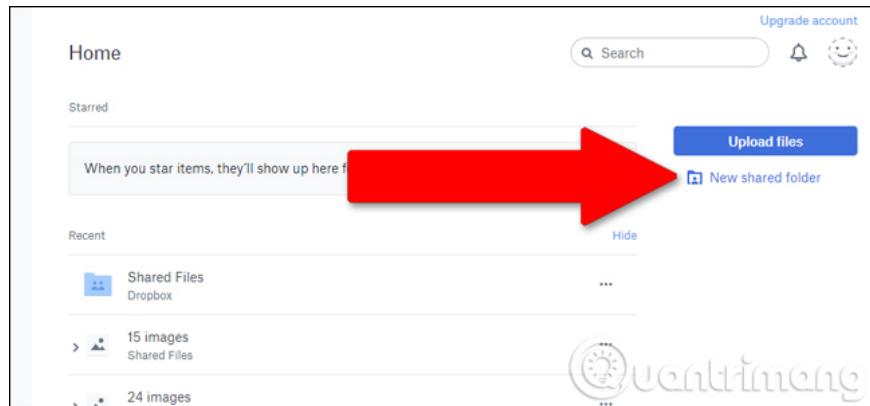 Upgrade account
Home
Search
Starred
Upload files
When you star items, they'll show up here
New shared folder
Recent
Hide
Shared Files
Dropbox
15 images
Shared Files
24 images
Quantrimang